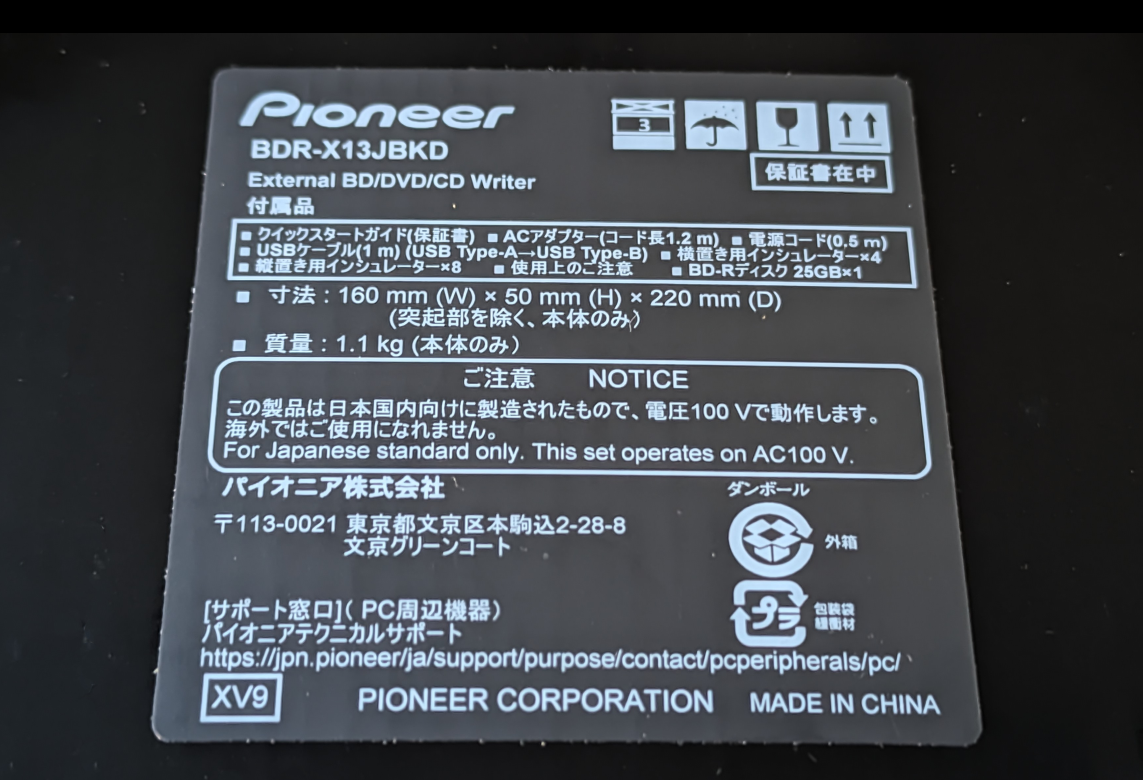 Pioneer
3
BDR-X13JBKD
保証書在中
External BD/DVD/CD Writer
付属品
■ クイックスタートガイド(保証書) ■ ACアダプター(コード長1.2 m) ■ 電源コード(0.5 m)
■ USBケーブル(1 m) (USB Type-A→USB Type-B) ■ 横置き用インシュレーター×4
■ 縦置き用インシュレーター×8 ■ 使用上のご注意 ■ BD-Rディスク 25GB×1
■ 寸法 : 160 mm (W) × 50 mm (H) × 220 mm (D)
(突起部を除く、本体のみ)
■ 質量 : 1.1 kg (本体のみ)
ご注意 NOTICE
この製品は日本国内向けに製造されたもので、電圧100 Vで動作します。
海外ではご使用になれません。
For Japanese standard only. This set operates on AC100 V.
パイオニア株式会社
〒113-0021 東京都文京区本駒込2-28-8
文京グリーンコート
ダンボール
外箱
プラ
包装袋
緩衝材
[サポート窓口]( PC周辺機器)
パイオニアテクニカルサポート
https://jpn.pioneer/ja/support/purpose/contact/pcperipherals/pc/
XV9 PIONEER CORPORATION MADE IN CHINA